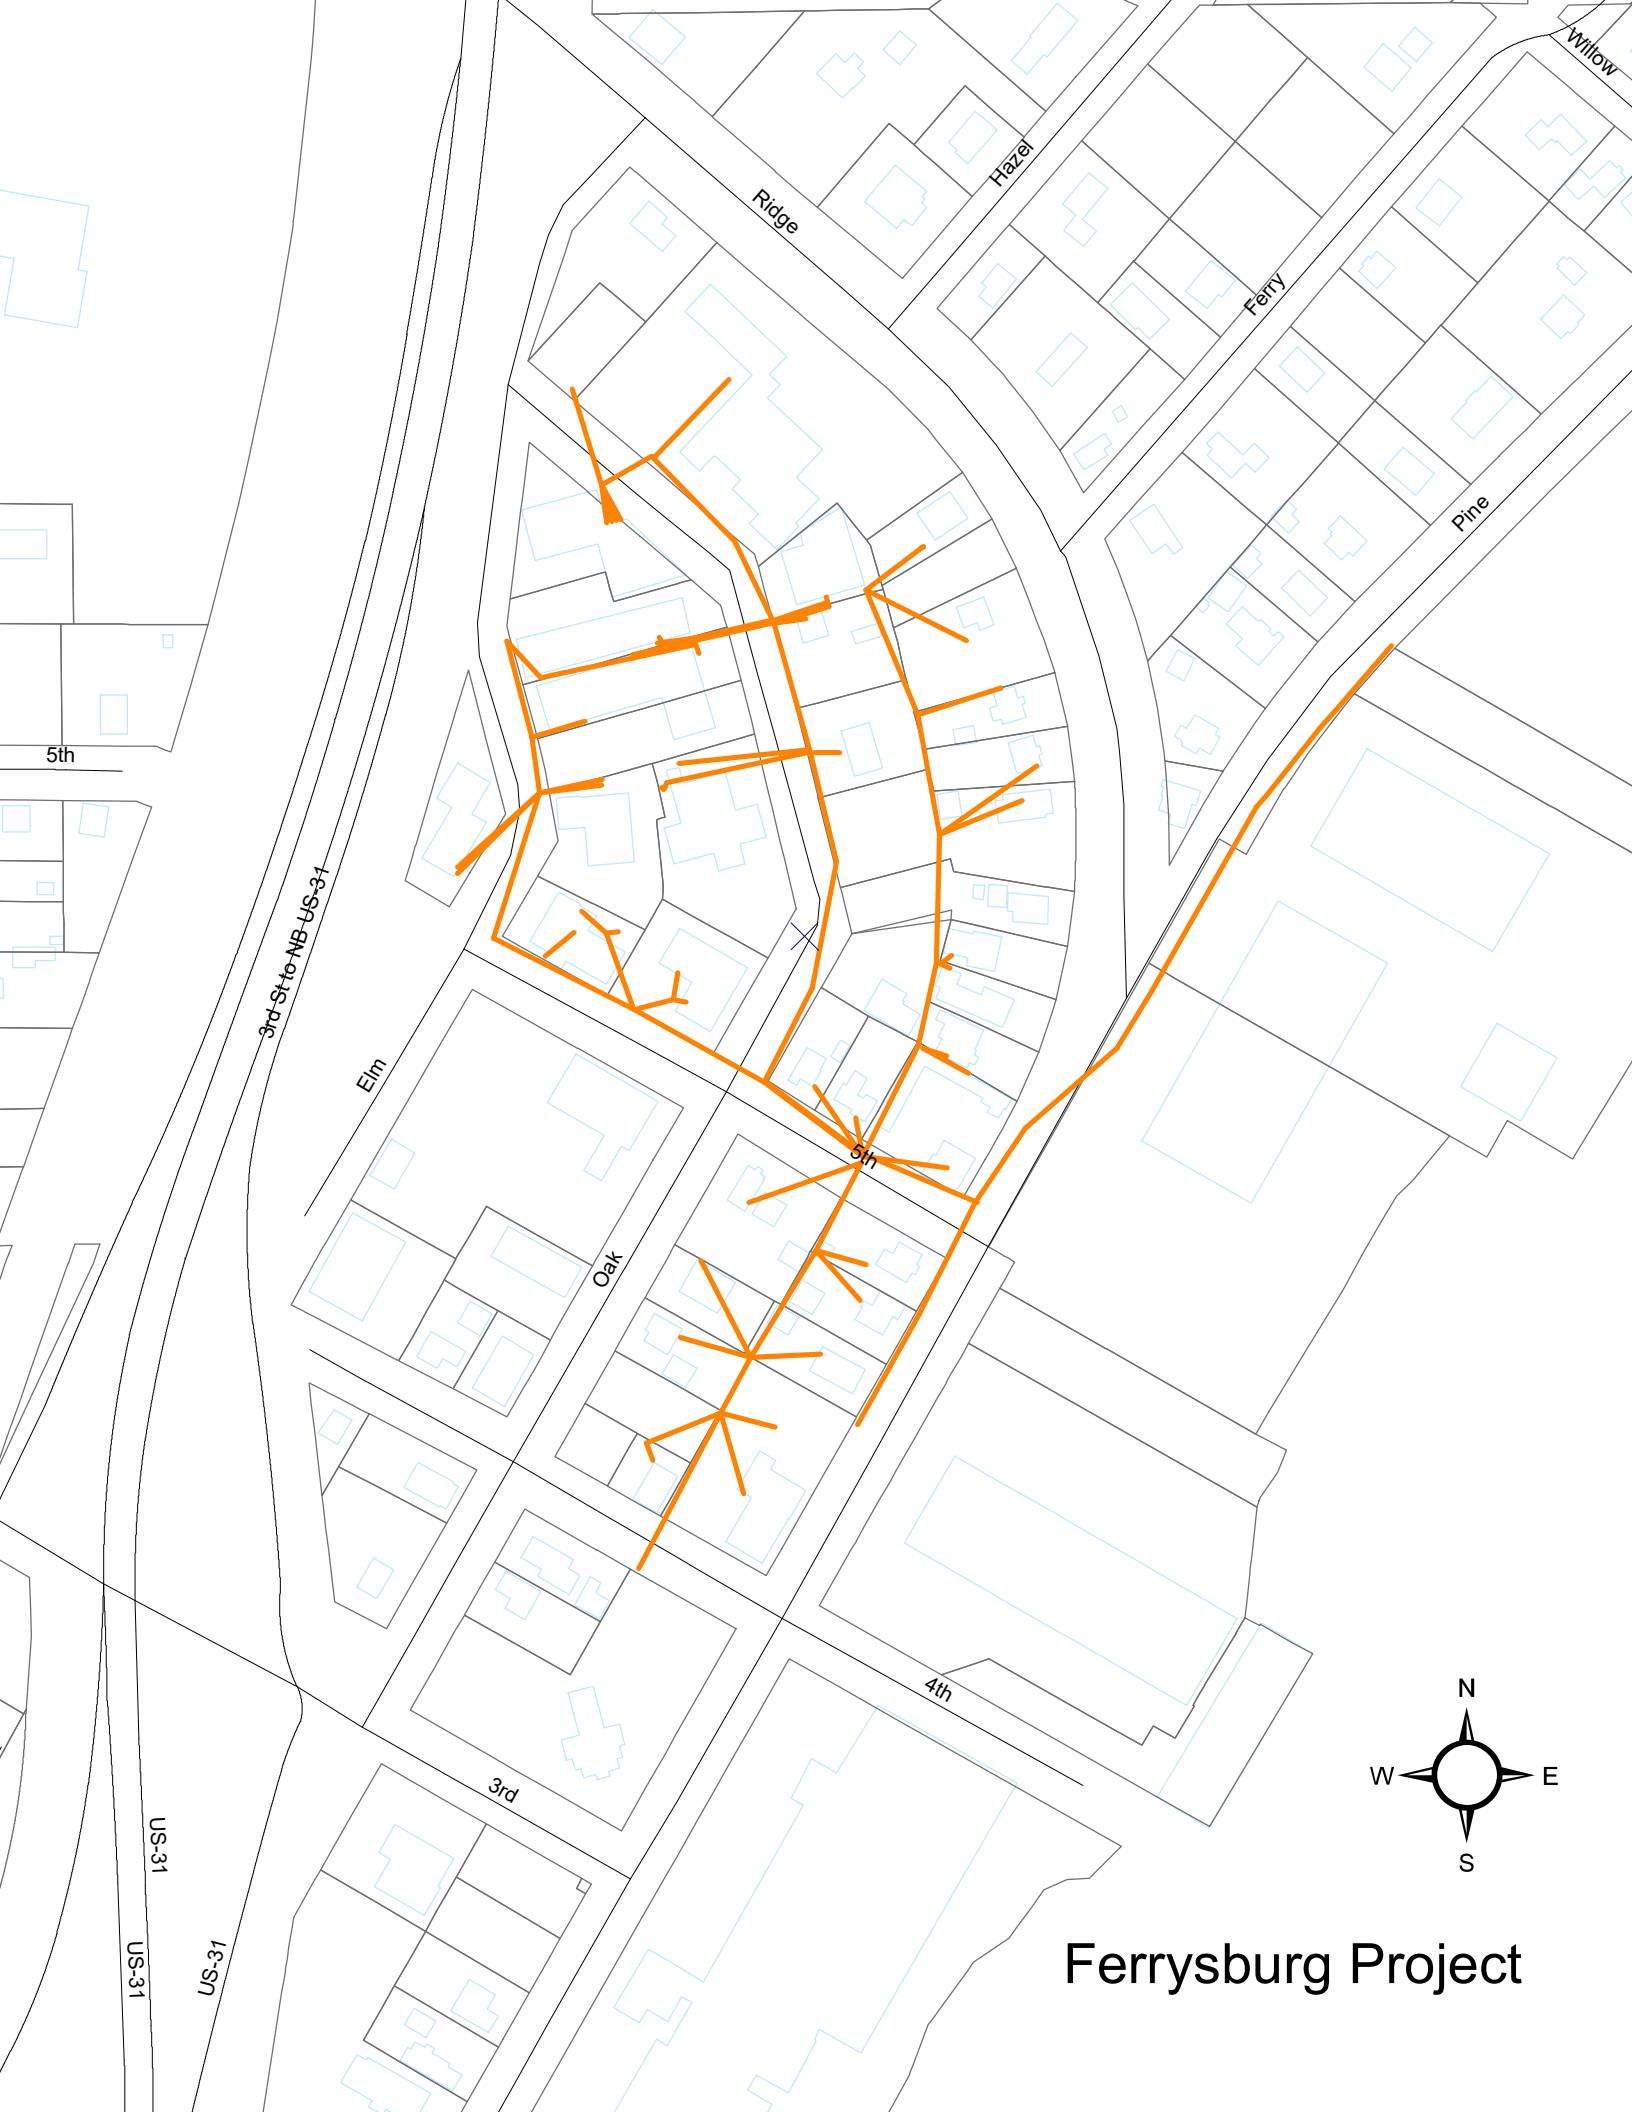 Willow
Hazel
Ridge
Ferry
Pine
5th
3rd St to NB US-31
Elm
5th
Oak
4th
3rd
US-31
US-31
US-31
N
W
E
S
Ferrysburg Project